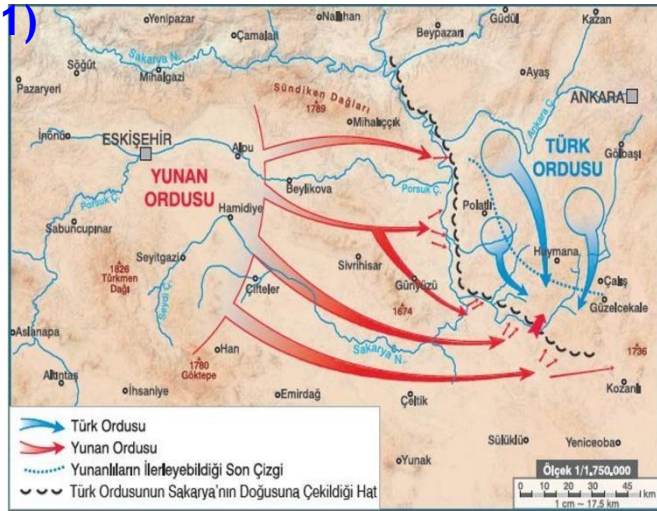 1)
Yenipazar
Nallıhan
Güdül
Kazan
Beypazarı
Çamalan
Sakarya N.
Söğüt
Mihalgazi
Pazaryeri
Sündiken Dağları
1789
Ayaş
ANKARA
Mihalıççık
Ankara Ç.
İnönü
ESKİŞEHİR
Alpu
TÜRK
ORDUSU
Gölbaşı
YUNAN
ORDUSU
Beylikova
Porsuk Ç.
Porsuk Ç.
Hamidiye
Polatlı
Sabuncupınar
Seyitgazi
Sivrihisar
Haymana
1826
Türkmen
Dağı
Çifteler
Günyüzü
Çalış
Güzelcekale
Seydi Ç.
1674
Aslanapa
Han
Sakarya N.
1736
1780
Göktepe
Altıntaş
İhsaniye
Emirdağ
Çeltik
Kozanlı
Sülüklü
Yeniceoba
Yunak
Türk Ordusu
Yunan Ordusu
Yunanlıların İlerleyebildiği Son Çizgi
Türk Ordusunun Sakarya'nın Doğusuna Çekildiği Hat
Ölçek 1/1,750,000
0 10 20 30 45 km
1 cm ~ 17,5 km